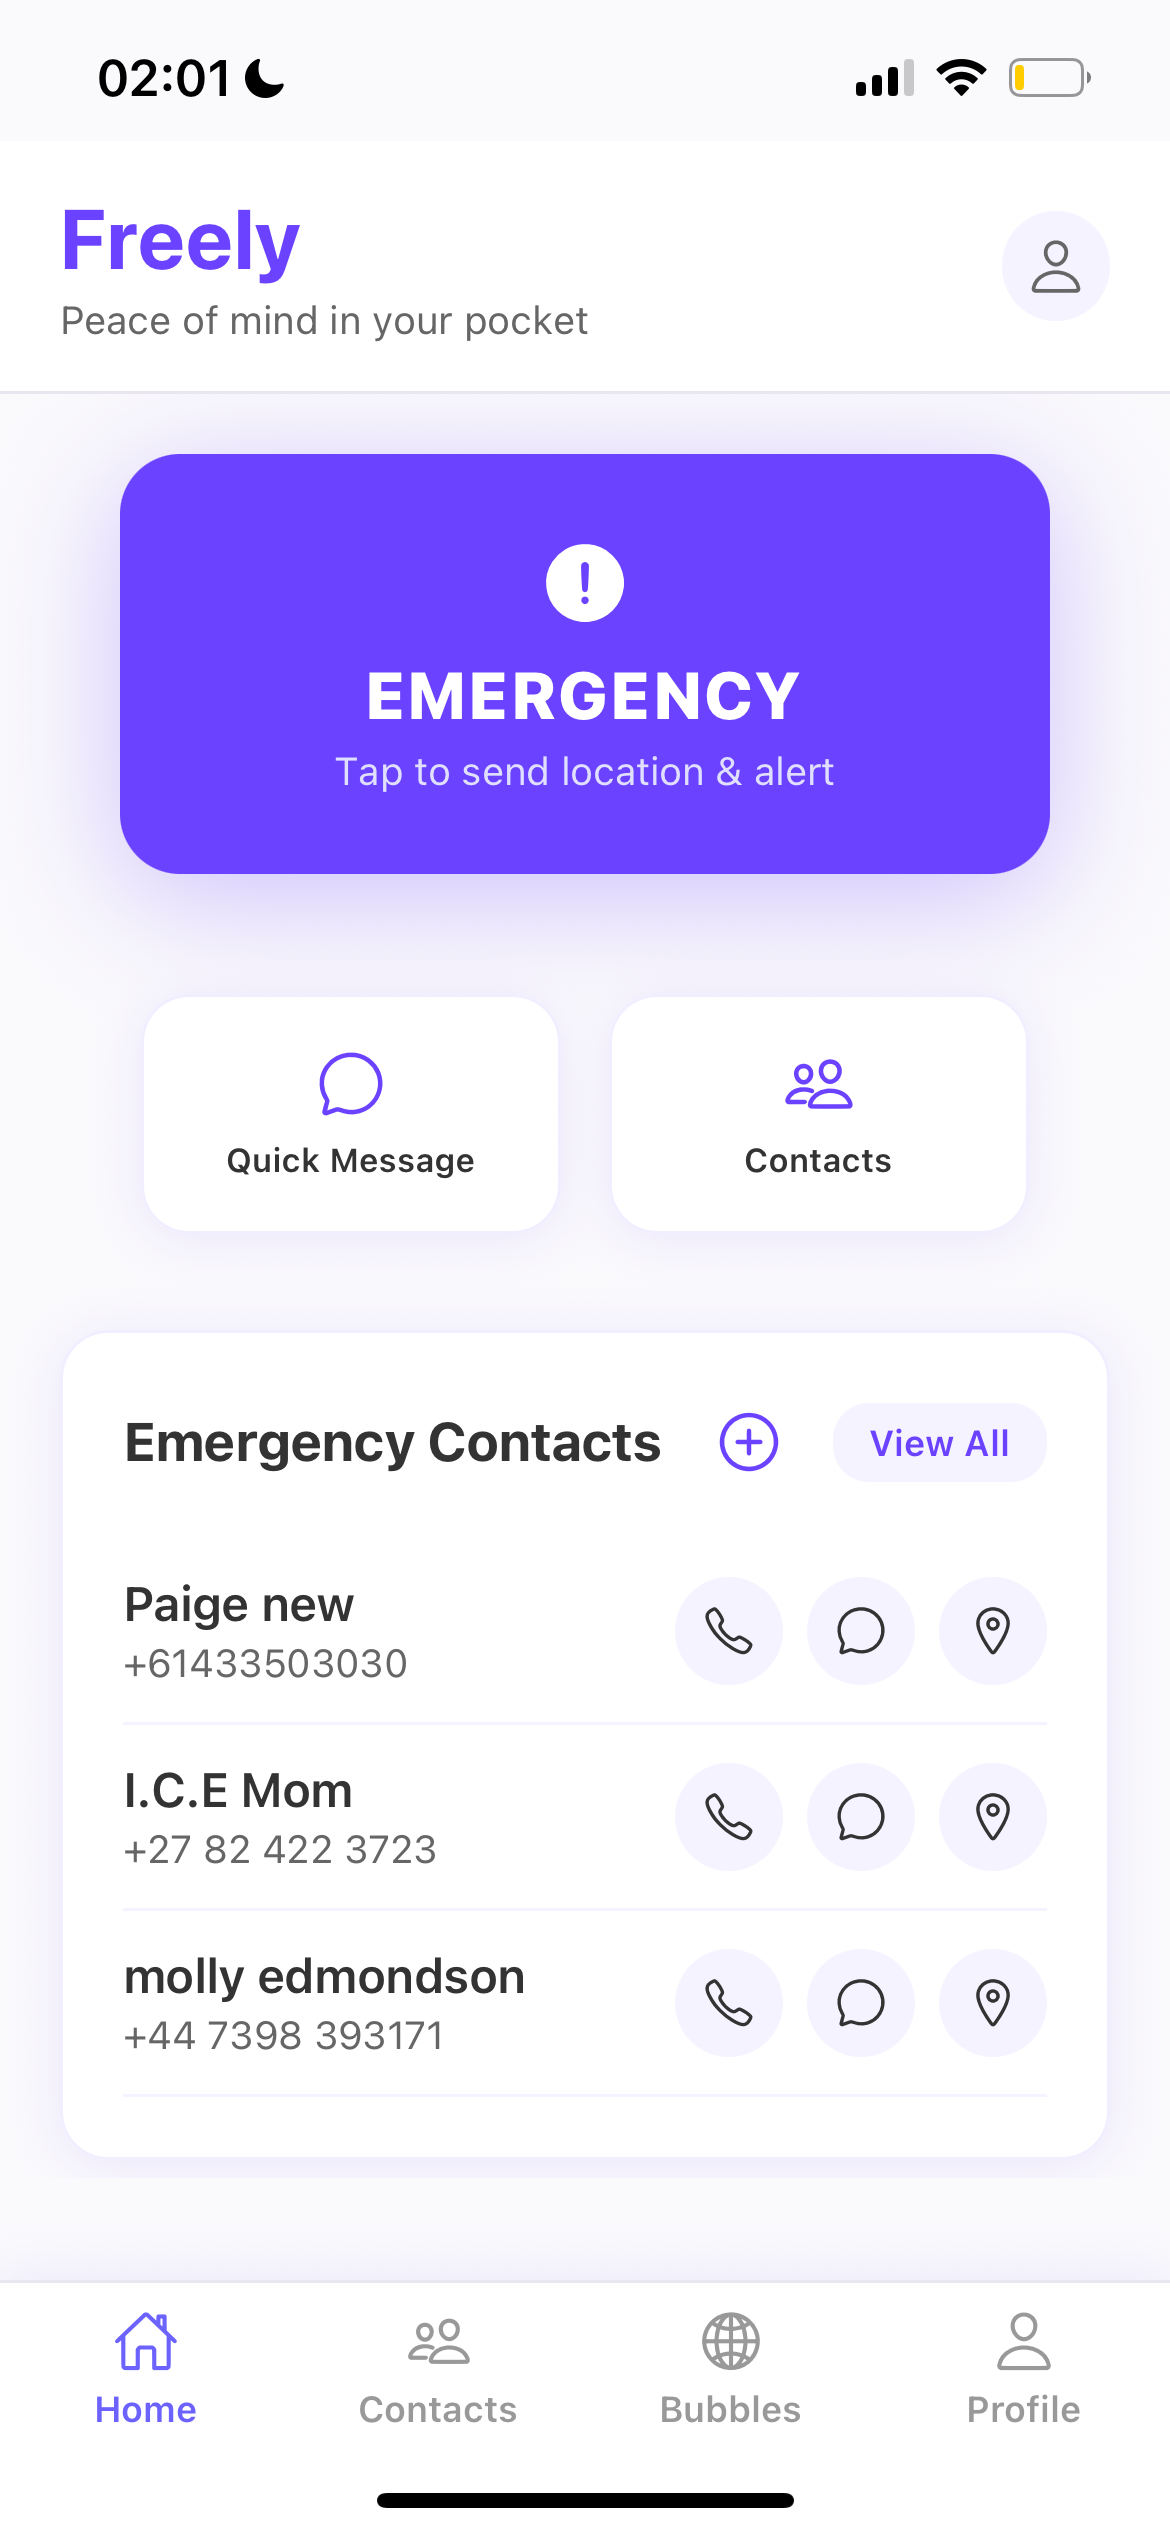 02:01
Freely
Peace of mind in your pocket
!
EMERGENCY
Tap to send location & alert
Quick Message
Contacts
Emergency Contacts
View All
Paige new
+61433503030
I.C.E Mom
+27 82 422 3723
molly edmondson
+44 7398 393171
Home
Contacts
Bubbles
Profile